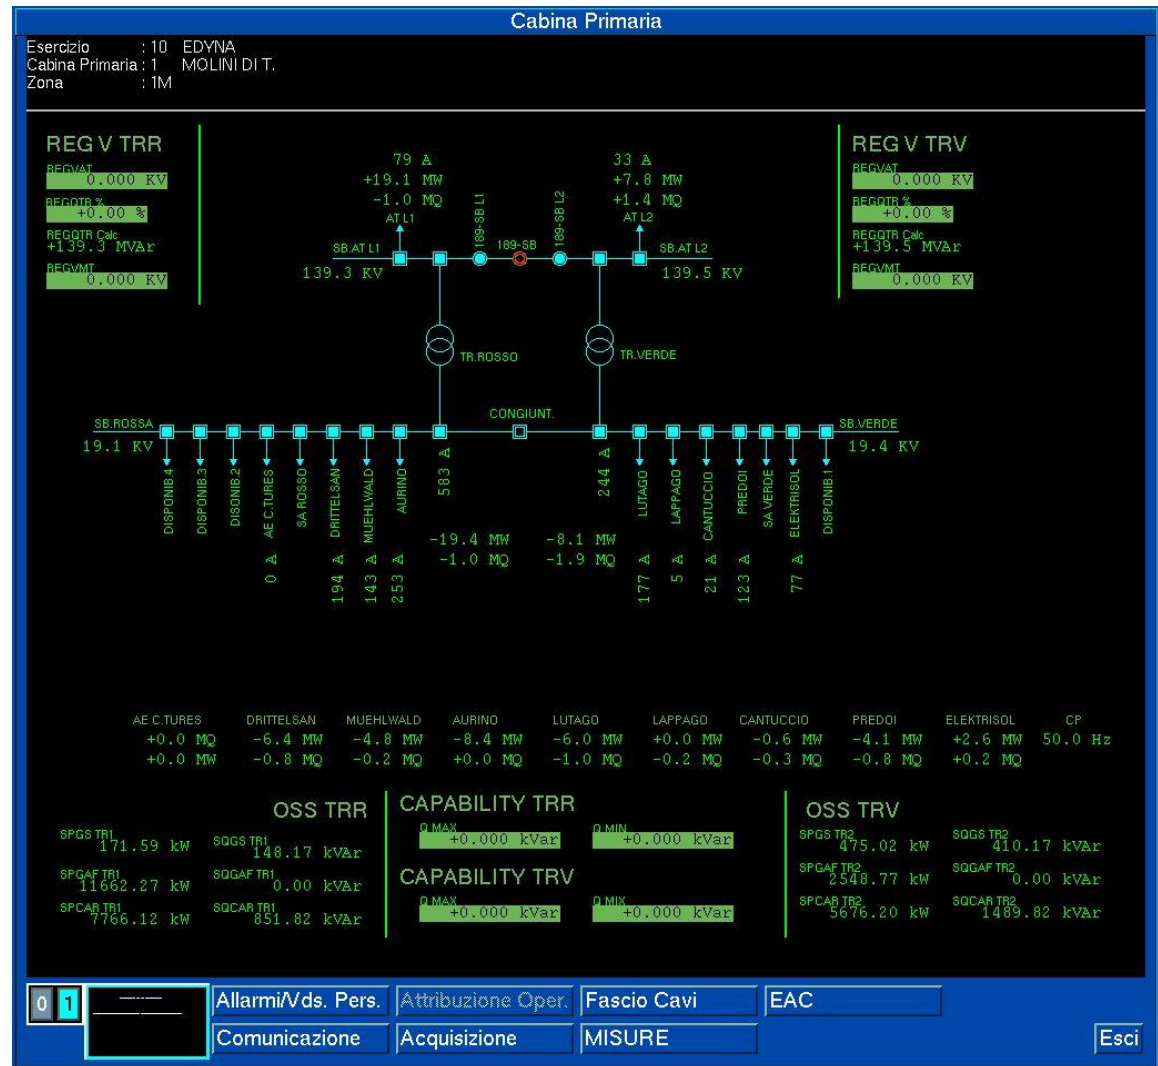 Cabina Primaria
Esercizio : 10 EDYNA
Cabina Primaria : 1 MOLINI DI T.
Zona : 1M
REG V TRR
REGVAT
0.000 KV
REGQTR %
+0.00 %
REGQTR Calc
+139.3 MVAr
REGVMT
0.000 KV
79 A
+19.1 MW
-1.0 MQ
AT L1
189-SB L1
189-SB
189-SB L2
33 A
+7.8 MW
+1.4 MQ
AT L2
SB.AT L1
139.3 KV
SB.AT L2
139.5 KV
REG V TRV
REGVAT
0.000 KV
REGQTR %
+0.00 %
REGQTR Calc
+139.5 MVAr
REGVMT
0.000 KV
TR.ROSSO
TR.VERDE
SB.ROSSA
19.1 KV
CONGIUNT.
SB.VERDE
19.4 KV
DISPONIB.4
DISPONIB.3
DISONIB.2
AE C.TURES
0 A
SA ROSSO
DRITTELSAN
194 A
MUEHLWALD
143 A
AURINO
253 A
583 A
-19.4 MW
-1.0 MQ
-8.1 MW
-1.9 MQ
244 A
LUTAGO
177 A
LAPPAGO
5 A
CANTUCCIO
21 A
PREDOI
123 A
SA VERDE
ELEKTRISOL
77 A
DISPONIB.1
AE C.TURES DRITTELSAN MUEHLWALD AURINO LUTAGO LAPPAGO CANTUCCIO PREDOI ELEKTRISOL CP
+0.0 MQ -6.4 MW -4.8 MW -8.4 MW -6.0 MW +0.0 MW -0.6 MW -4.1 MW +2.6 MW 50.0 Hz
+0.0 MW -0.8 MQ -0.2 MQ +0.0 MQ -1.0 MQ -0.2 MQ -0.3 MQ -0.8 MQ +0.2 MQ
OSS TRR
SPGS TR1
171.59 kW
SQGS TR1
148.17 kVAr
SPGAF TR1
11662.27 kW
SQGAF TR1
0.00 kVAr
SPCAR TR1
7766.12 kW
SQCAR TR1
851.82 kVAr
CAPABILITY TRR
Q MAX
+0.000 kVar
Q MIN
+0.000 kVar
CAPABILITY TRV
Q MAX
+0.000 kVar
Q MIX
+0.000 kVar
OSS TRV
SPGS TR2
475.02 kW
SQGS TR2
410.17 kVAr
SPGAF TR2
2548.77 kW
SQGAF TR2
0.00 kVAr
SPCAR TR2
5676.20 kW
SQCAR TR2
1489.82 kVAr
0 1
Allarmi/Vds. Pers. Attribuzione Oper. Fascio Cavi EAC
Comunicazione Acquisizione MISURE Esci